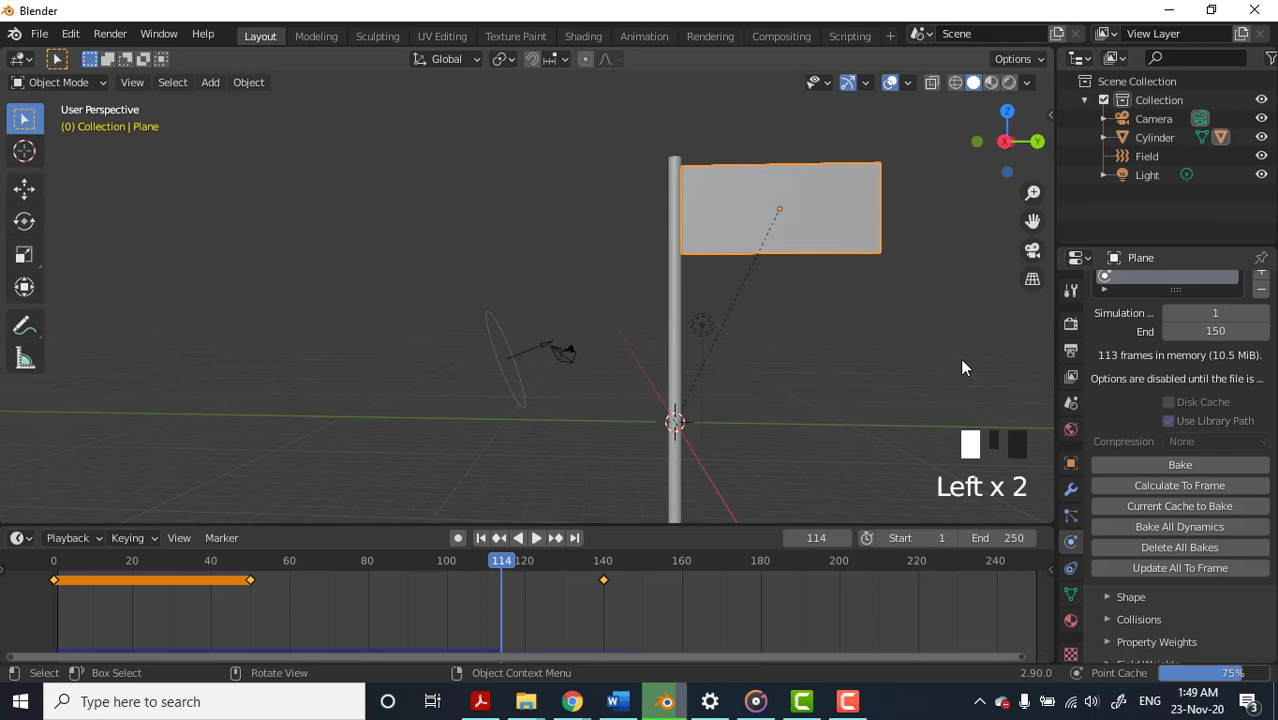 Blender
File Edit Render Window Help
Layout Modeling Sculpting UV Editing Texture Paint Shading Animation Rendering Compositing Scripting
Scene View Layer
Global Options
Object Mode View Select Add Object
User Perspective
(0) Collection | Plane
Z
X Y
Scene Collection
Collection
Camera
Cylinder
Field
Light
Plane
Simulation ... 1
End 150
113 frames in memory (10.5 MiB).
Options are disabled until the file is ...
Disk Cache
Use Library Path
Compression None
Bake
Calculate To Frame
Current Cache to Bake
Bake All Dynamics
Delete All Bakes
Update All To Frame
Shape
Collisions
Property Weights
Left x 2
Playback Keying View Marker 114 Start 1 End 250
0 20 40 60 80 100 114 120 140 160 180 200 220 240
Select Box Select Rotate View Object Context Menu 2.90.0 Point Cache 75%
Type here to search
1:49 AM
23-Nov-20
3